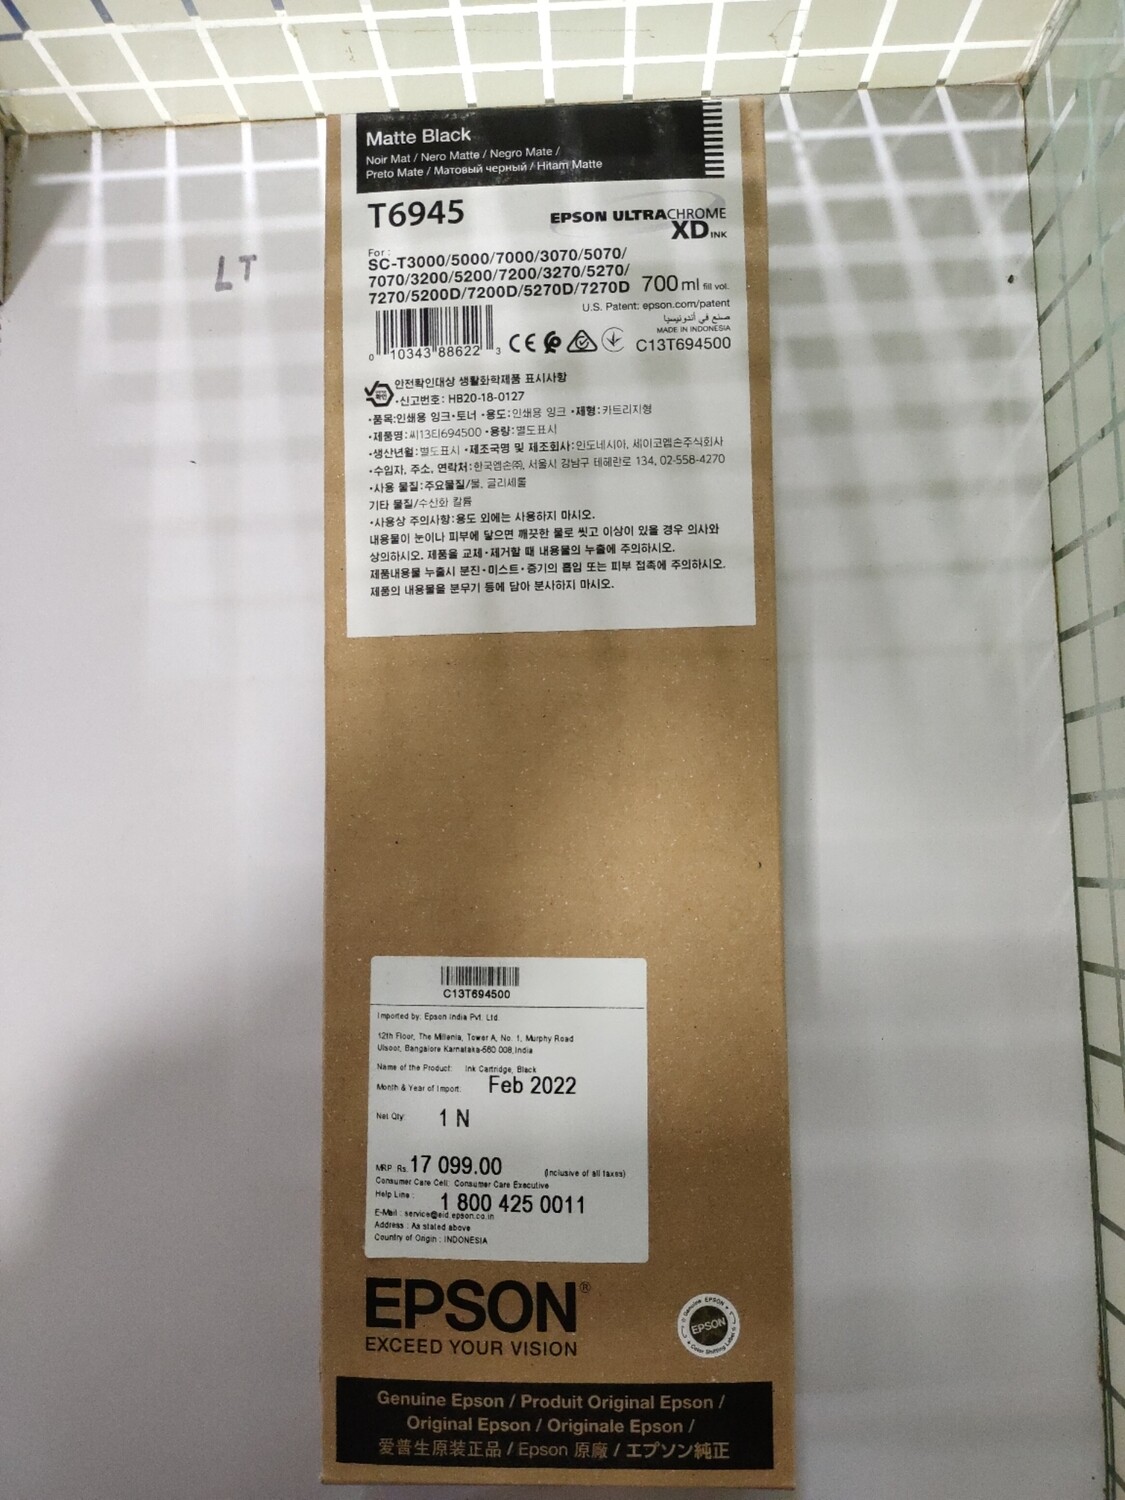 Matte Black
Noir Mat / Nero Matte / Negro Mate /
Preto Mate / Матовый черный / Hitam Matte
T6945
EPSON ULTRACHROME
XD INK
For :
SC-T3000/5000/7000/3070/5070/
7070/3200/5200/7200/3270/5270/
7270/5200D/7200D/5270D/7270D 700 ml fill vol.
U.S. Patent: epson.com/patent
صنع في أندونيسيا
MADE IN INDONESIA
0 10343 88622 3
CE
C13T694500
안전확인대상 생활화학제품 표시사항
•신고번호: HB20-18-0127
•품목:인쇄용 잉크•토너 •용도:인쇄용 잉크 •제형:카트리지형
•제품명:씨13티694500 •용량:별도표시
•생산년월:별도표시 •제조국명 및 제조회사:인도네시아, 세이코엡손주식회사
•수입자, 주소, 연락처:한국엡손㈜, 서울시 강남구 테헤란로 134, 02-558-4270
•사용 물질:주요물질/물, 글리세롤
기타 물질/수산화 칼륨
•사용상 주의사항:용도 외에는 사용하지 마시오.
내용물이 눈이나 피부에 닿으면 깨끗한 물로 씻고 이상이 있을 경우 의사와
상의하시오. 제품을 교체•제거할 때 내용물의 누출에 주의하시오.
제품내용물 누출시 분진•미스트•증기의 흡입 또는 피부 접촉에 주의하시오.
제품의 내용물을 분무기 등에 담아 분사하지 마시오.
LT
C13T694500
Imported by: Epson India Pvt. Ltd.
12th Floor, The Millenia, Tower A, No. 1, Murphy Road
Ulsoor, Bangalore Karnataka-560 008,India
Name of the Product: Ink Cartridge, Black
Month & Year of Import: Feb 2022
Net Qty: 1 N
MRP Rs. 17 099.00 (Inclusive of all taxes)
Consumer Care Cell: Consumer Care Executive
Help Line : 1 800 425 0011
E-Mail : service@eid.epson.co.in
Address : As stated above
Country of Origin : INDONESIA
EPSON®
EXCEED YOUR VISION
Genuine EPSON
EPSON
Color Shifting Label
Genuine Epson / Produit Original Epson /
Original Epson / Originale Epson /
爱普生原装正品 / Epson 原廠 / エプソン純正